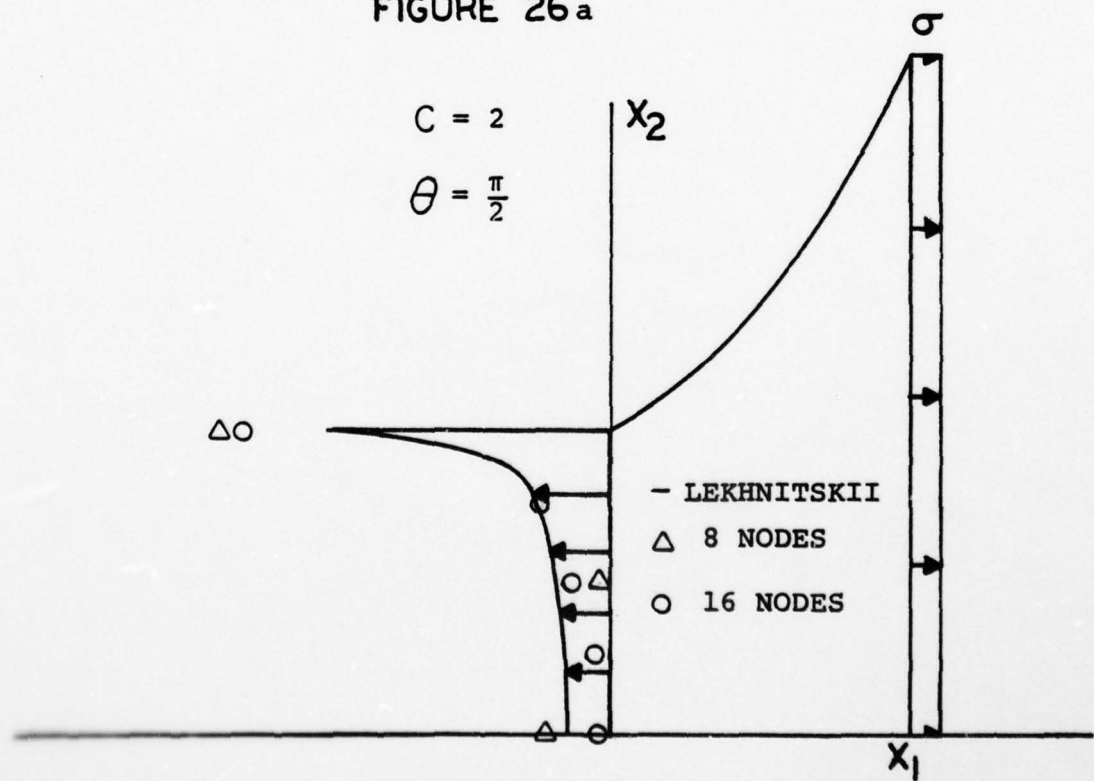 FIGURE 26a
σ
C = 2
X2
θ = π/2
— LEKHNITSKII
△ 8 NODES
○ 16 NODES
X1